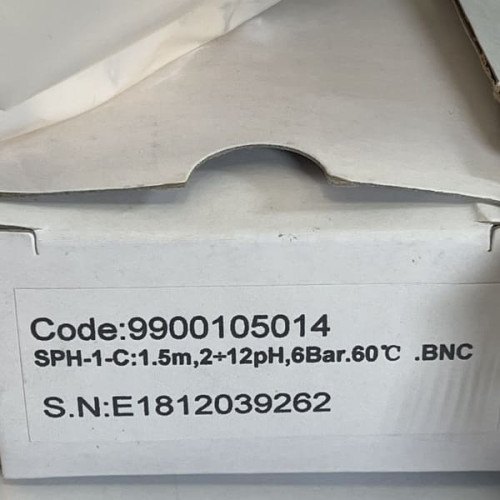 Code:9900105014
SPH-1-C:1.5m,2÷12pH,6Bar.60℃ .BNC
S.N:E1812039262